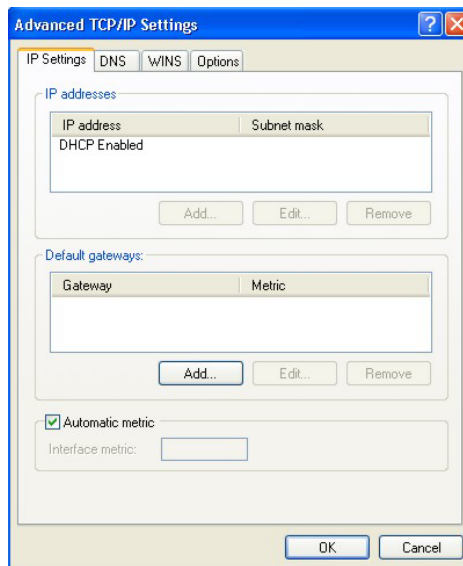 Advanced TCP/IP Settings
IP Settings DNS WINS Options
IP addresses
IP address Subnet mask
DHCP Enabled
Add... Edit... Remove
Default gateways:
Gateway Metric
Add... Edit... Remove
Automatic metric
Interface metric:
OK Cancel